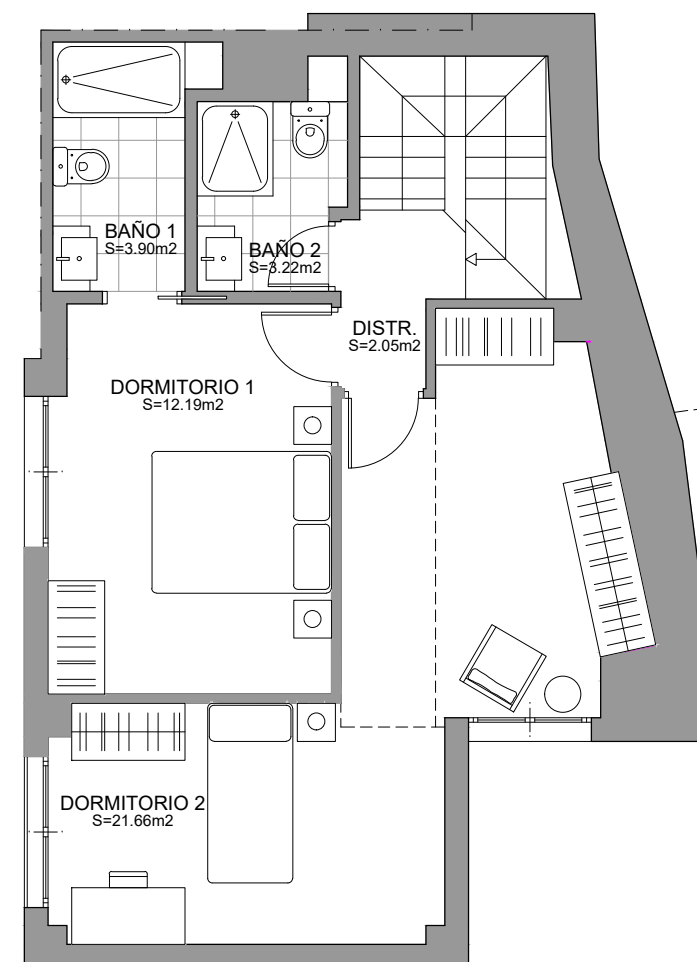 BAÑO 1
S=3.90m2
BAÑO 2
S=3.22m2
DISTR.
S=2.05m2
DORMITORIO 1
S=12.19m2
DORMITORIO 2
S=21.66m2